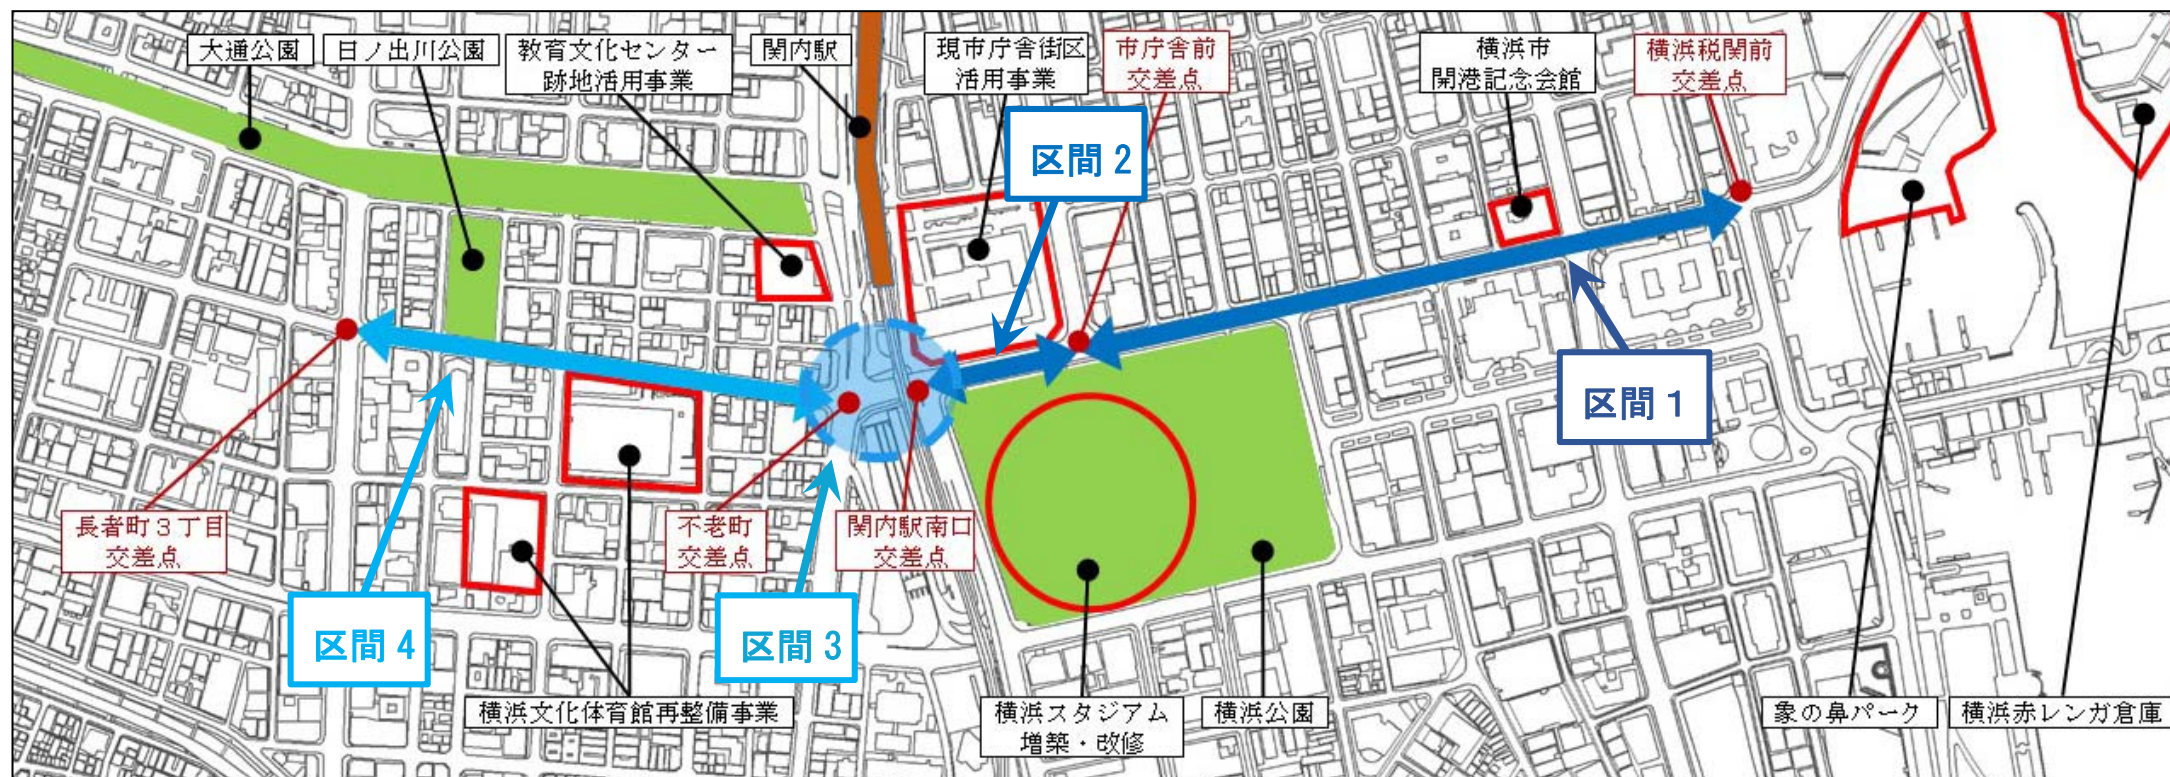 大通公園
日ノ出川公園
教育文化センター
跡地活用事業
関内駅
現市庁舎街区
活用事業
市庁舎前
交差点
横浜市
開港記念会館
横浜税関前
交差点
区間 2
区間 1
長者町3丁目
交差点
不老町
交差点
関内駅南口
交差点
区間 4
区間 3
横浜文化体育館再整備事業
横浜スタジアム
増築・改修
横浜公園
象の鼻パーク
横浜赤レンガ倉庫